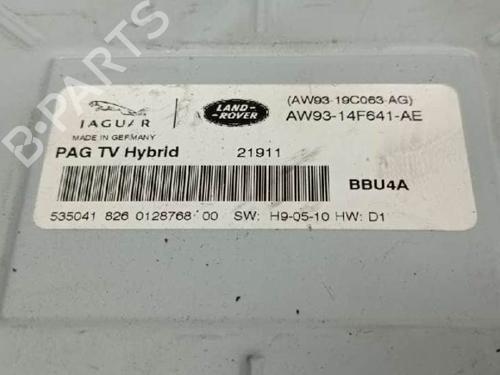 JAGUAR
MADE IN GERMANY
LAND-
-ROVER
(AW93-19C063-AG)
AW93-14F641-AE
PAG TV Hybrid 21911
BBU4A
535041 826 0128768 00 SW: H9-05-10 HW: D1
B-PARTS